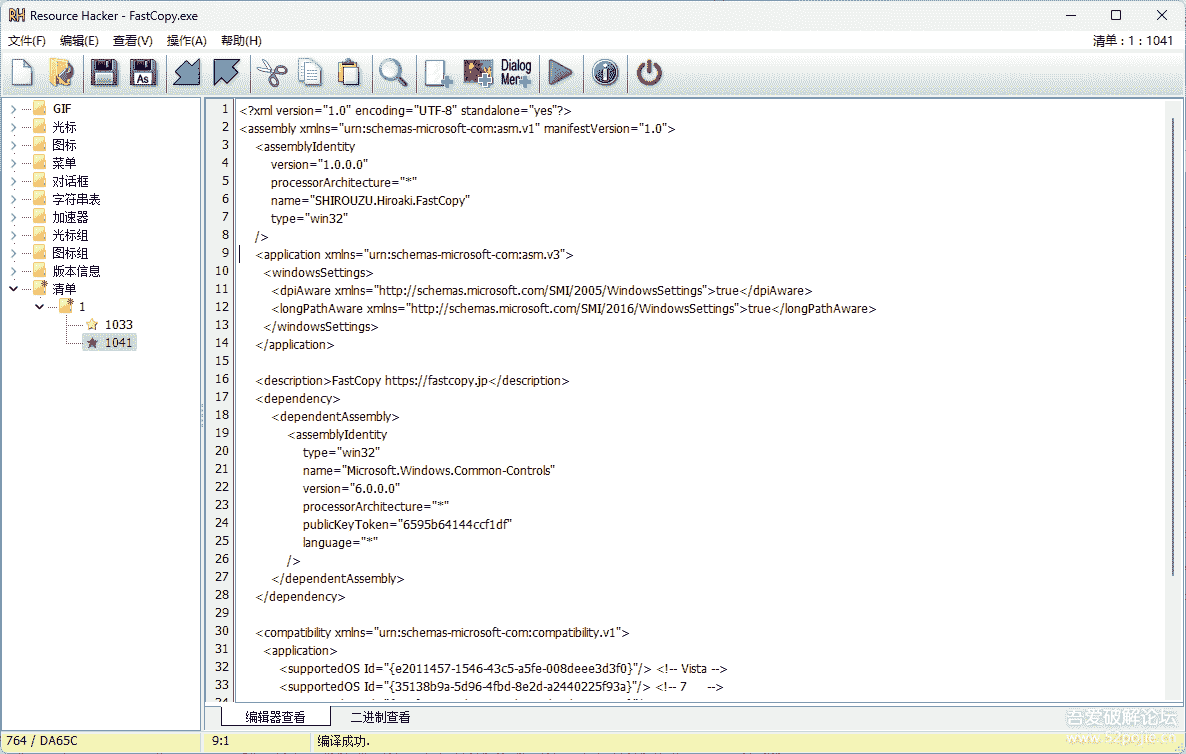 Resource Hacker - FastCopy.exe
文件(F) 编辑(E) 查看(V) 操作(A) 帮助(H)
清单 : 1 : 1041
As
Dialog
Mer
GIF
光标
图标
菜单
对话框
字符串表
加速器
光标组
图标组
版本信息
清单
1
1033
1041
1 <?xml version="1.0" encoding="UTF-8" standalone="yes"?>
2 <assembly xmlns="urn:schemas-microsoft-com:asm.v1" manifestVersion="1.0">
3 <assemblyIdentity
4 version="1.0.0.0"
5 processorArchitecture="*"
6 name="SHIROUZU.Hiroaki.FastCopy"
7 type="win32"
8 />
9 <application xmlns="urn:schemas-microsoft-com:asm.v3">
10 <windowsSettings>
11 <dpiAware xmlns="http://schemas.microsoft.com/SMI/2005/WindowsSettings">true</dpiAware>
12 <longPathAware xmlns="http://schemas.microsoft.com/SMI/2016/WindowsSettings">true</longPathAware>
13 </windowsSettings>
14 </application>
15
16 <description>FastCopy https://fastcopy.jp</description>
17 <dependency>
18 <dependentAssembly>
19 <assemblyIdentity
20 type="win32"
21 name="Microsoft.Windows.Common-Controls"
22 version="6.0.0.0"
23 processorArchitecture="*"
24 publicKeyToken="6595b64144ccf1df"
25 language="*"
26 />
27 </dependentAssembly>
28 </dependency>
29
30 <compatibility xmlns="urn:schemas-microsoft-com:compatibility.v1">
31 <application>
32 <supportedOS Id="{e2011457-1546-43c5-a5fe-008deee3d3f0}"/> <!-- Vista -->
33 <supportedOS Id="{35138b9a-5d96-4fbd-8e2d-a2440225f93a}"/> <!-- 7 -->
编辑器查看 二进制查看
764 / DA65C 9:1 编译成功.
吾爱破解论坛
www.52pojie.cn